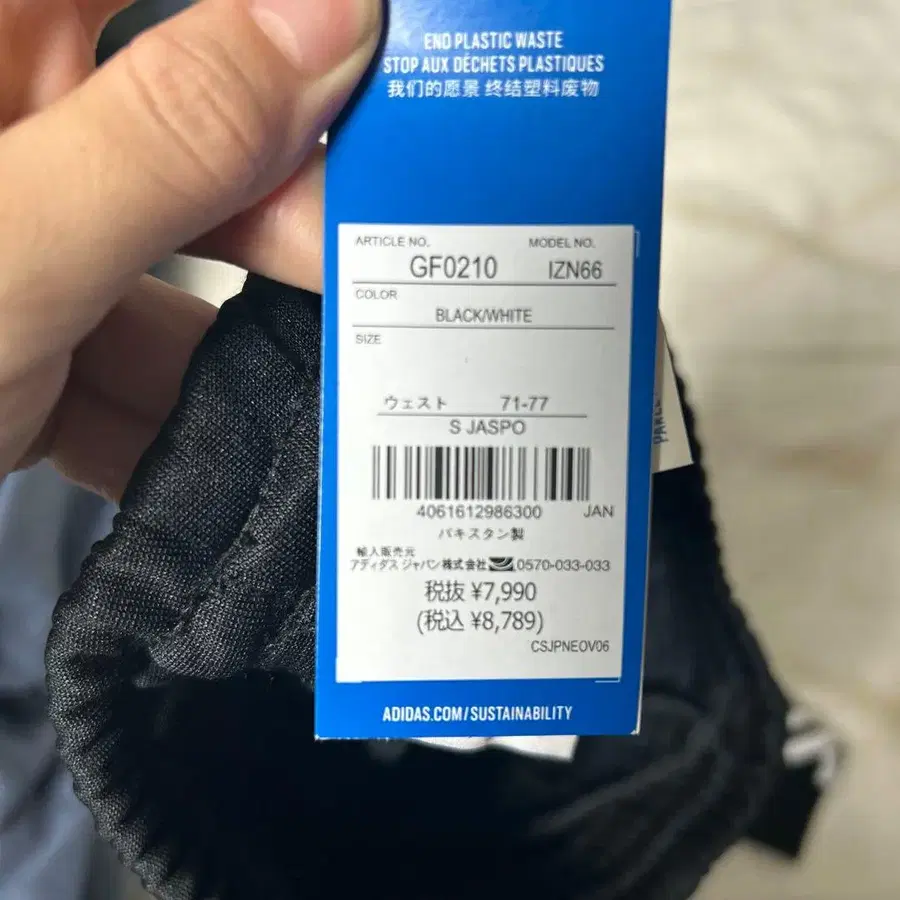 END PLASTIC WASTE
STOP AUX DÉCHETS PLASTIQUES
我们的愿景 终结塑料废物
ARTICLE NO. MODEL NO.
GF0210 IZN66
COLOR
BLACK/WHITE
SIZE
ウェスト 71-77
S JASPO
4061612986300 JAN
パキスタン製
輸入販売元
アディダス ジャパン株式会社 0570-033-033
税抜 ¥7,990
(税込 ¥8,789)
CSJPNEOV06
ADIDAS.COM/SUSTAINABILITY